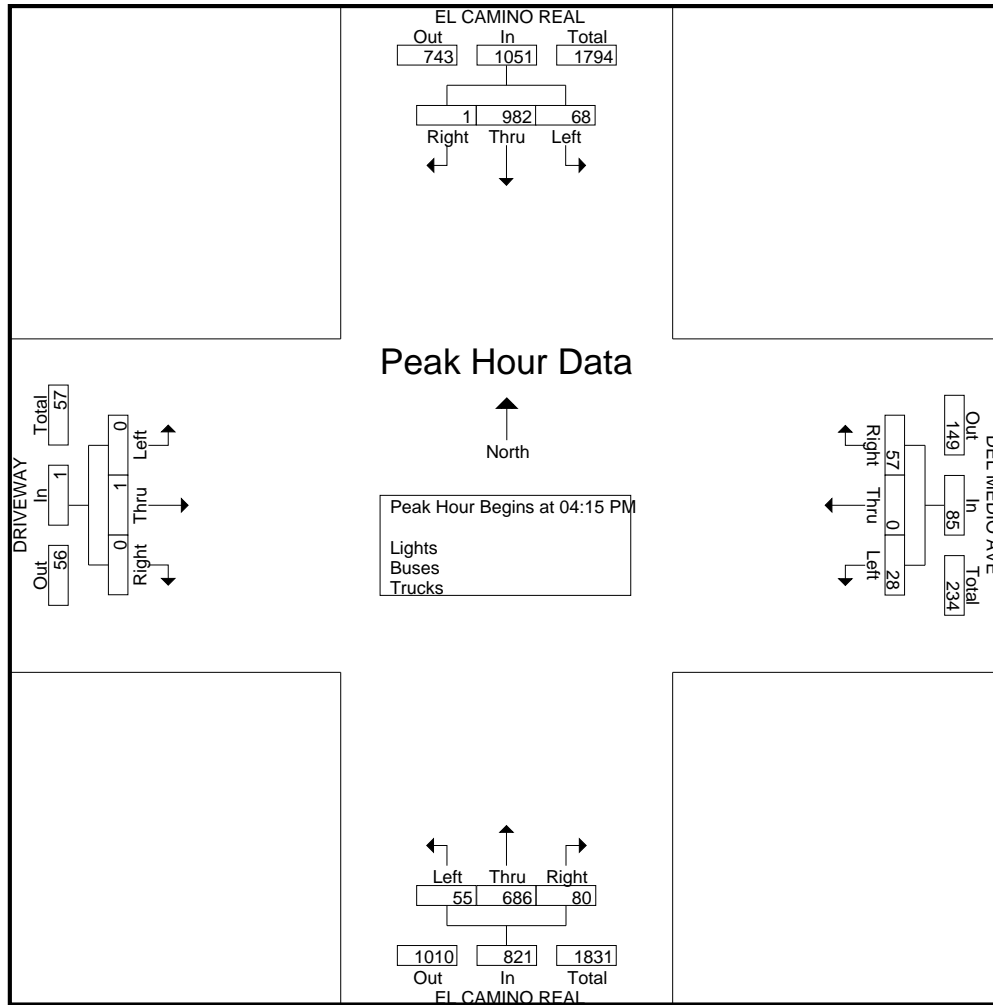 EL CAMINO REAL
Out In Total
743 1051 1794
1 982 68
Right Thru Left
Peak Hour Data
North
Peak Hour Begins at 04:15 PM
Lights
Buses
Trucks
DRIVEWAY
Out In Total
56 1 57
0 1 0
Right Thru Left
DEL MEDIO AVE
Out In Total
149 85 234
57 0 28
Right Thru Left
Left Thru Right
55 686 80
1010 821 1831
Out In Total
EL CAMINO REAL